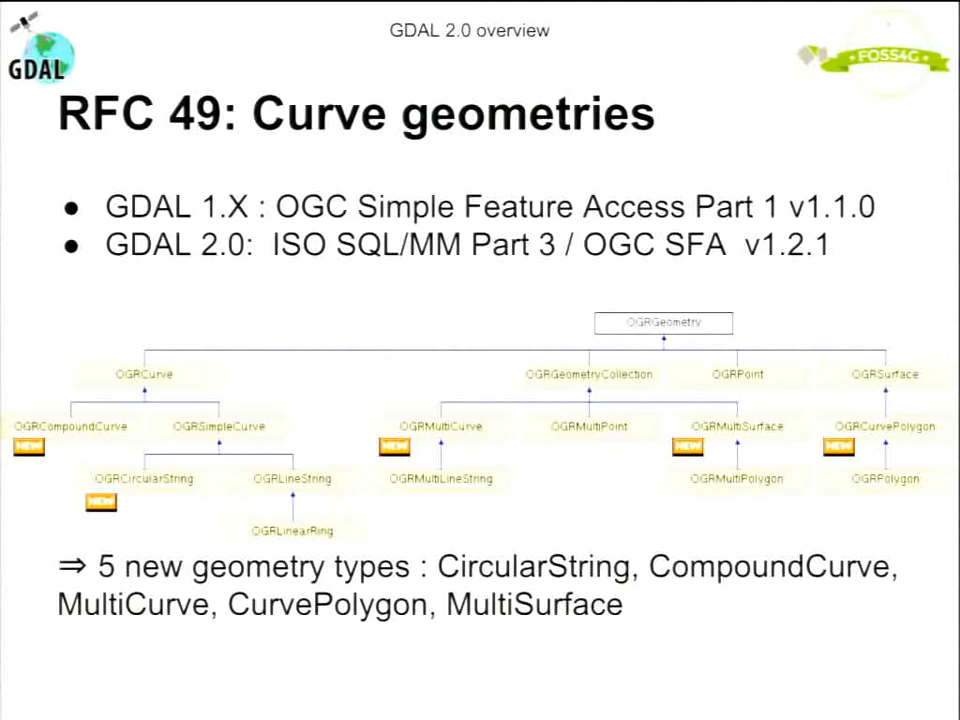 GDAL 2.0 overview
GDAL
FOSS4G
RFC 49: Curve geometries
● GDAL 1.X : OGC Simple Feature Access Part 1 v1.1.0
● GDAL 2.0: ISO SQL/MM Part 3 / OGC SFA v1.2.1
OGRGeometry
OGRCurve OGRGeometryCollection OGRPoint OGRSurface
OGRCompoundCurve OGRSimpleCurve OGRMultiCurve OGRMultiPoint OGRMultiSurface OGRCurvePolygon
NEW NEW NEW NEW
OGRCircularString OGRLineString OGRMultiLineString OGRMultiPolygon OGRPolygon
NEW
OGRLinearRing
⇒ 5 new geometry types : CircularString, CompoundCurve,
MultiCurve, CurvePolygon, MultiSurface